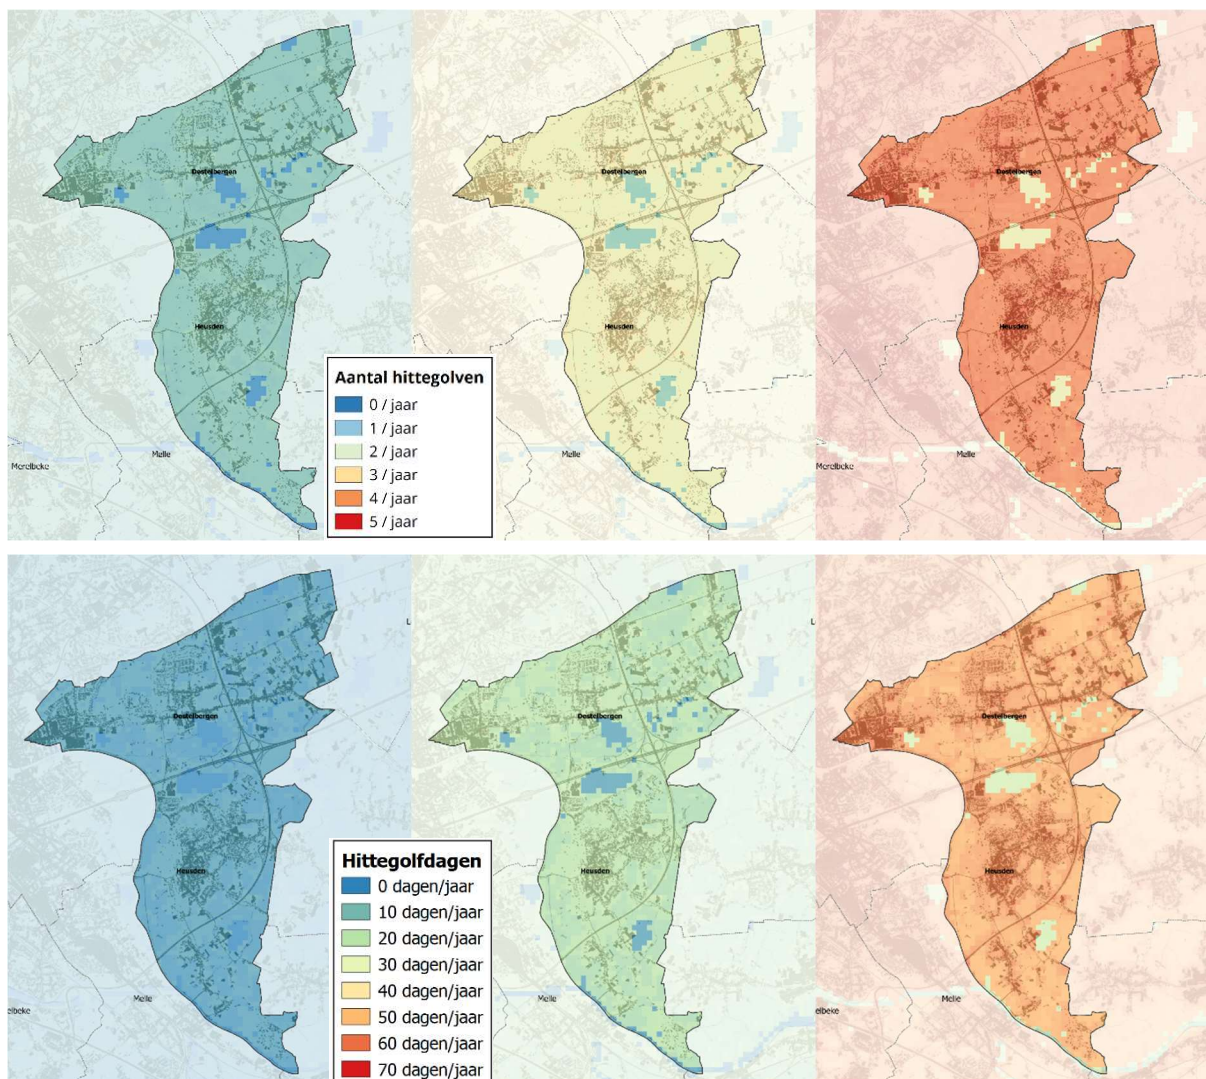 Destelbergen
Destelbergen
Destelbergen
Heusden
Heusden
Heusden
Aantal hittegolven
0 / jaar
1 / jaar
2 / jaar
3 / jaar
4 / jaar
5 / jaar
Merelbeke
Melle
Melle
Merelbeke
Melle
L
L
Destelbergen
Destelbergen
Destelbergen
Heusden
Heusden
Heusden
Hittegolfdagen
0 dagen/jaar
10 dagen/jaar
20 dagen/jaar
30 dagen/jaar
40 dagen/jaar
50 dagen/jaar
60 dagen/jaar
70 dagen/jaar
elbeke
Melle
Melle
elbeke
Melle